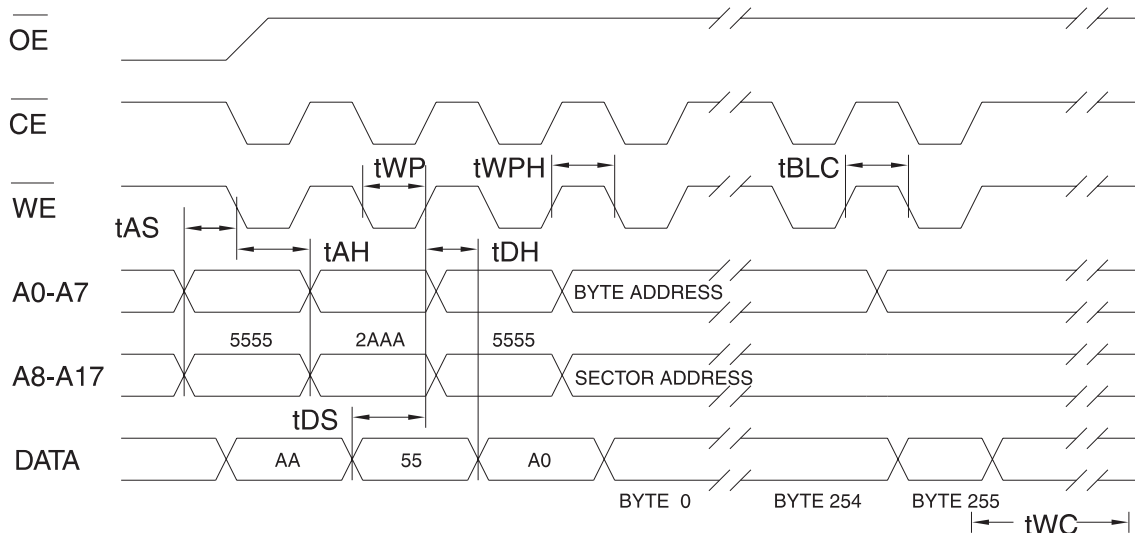 OE
CE
tWP tWPH tBLC
WE
tAS
tAH tDH
A0-A7 BYTE ADDRESS
5555 2AAA 5555
A8-A17 SECTOR ADDRESS
tDS
DATA AA 55 A0
BYTE 0 BYTE 254 BYTE 255
tWC